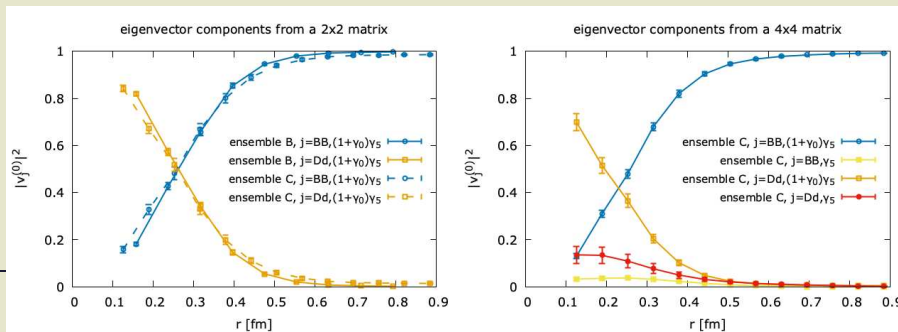 eigenvector components from a 2x2 matrix
|v_j^(0)|^2
1
0.8
0.6
0.4
0.2
0
ensemble B, j=BB,(1+γ0)γ5
ensemble B, j=Dd,(1+γ0)γ5
ensemble C, j=BB,(1+γ0)γ5
ensemble C, j=Dd,(1+γ0)γ5
0 0.1 0.2 0.3 0.4 0.5 0.6 0.7 0.8 0.9
r [fm]
eigenvector components from a 4x4 matrix
|v_j^(0)|^2
1
0.8
0.6
0.4
0.2
0
ensemble C, j=BB,(1+γ0)γ5
ensemble C, j=BB,γ5
ensemble C, j=Dd,(1+γ0)γ5
ensemble C, j=Dd,γ5
0 0.1 0.2 0.3 0.4 0.5 0.6 0.7 0.8 0.9
r [fm]